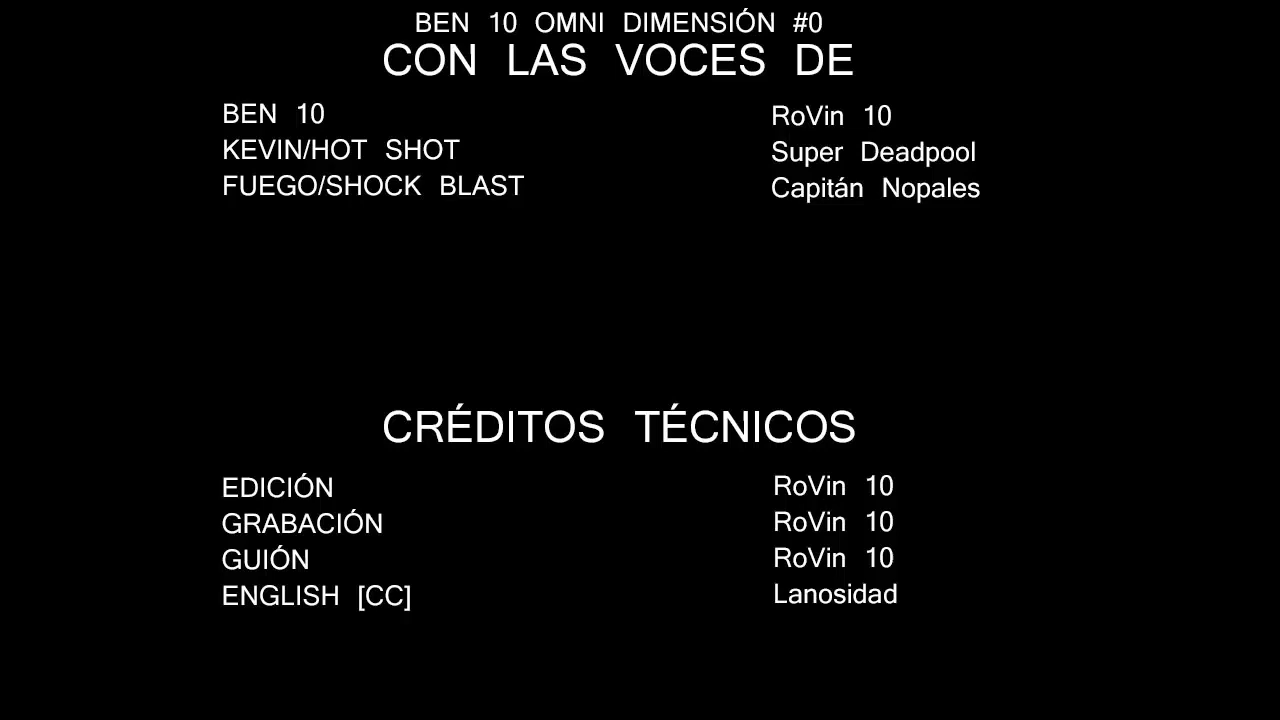 BEN 10 OMNI DIMENSIÓN #0
CON LAS VOCES DE
BEN 10 RoVin 10
KEVIN/HOT SHOT Super Deadpool
FUEGO/SHOCK BLAST Capitán Nopales
CRÉDITOS TÉCNICOS
EDICIÓN RoVin 10
GRABACIÓN RoVin 10
GUIÓN RoVin 10
ENGLISH [CC] Lanosidad